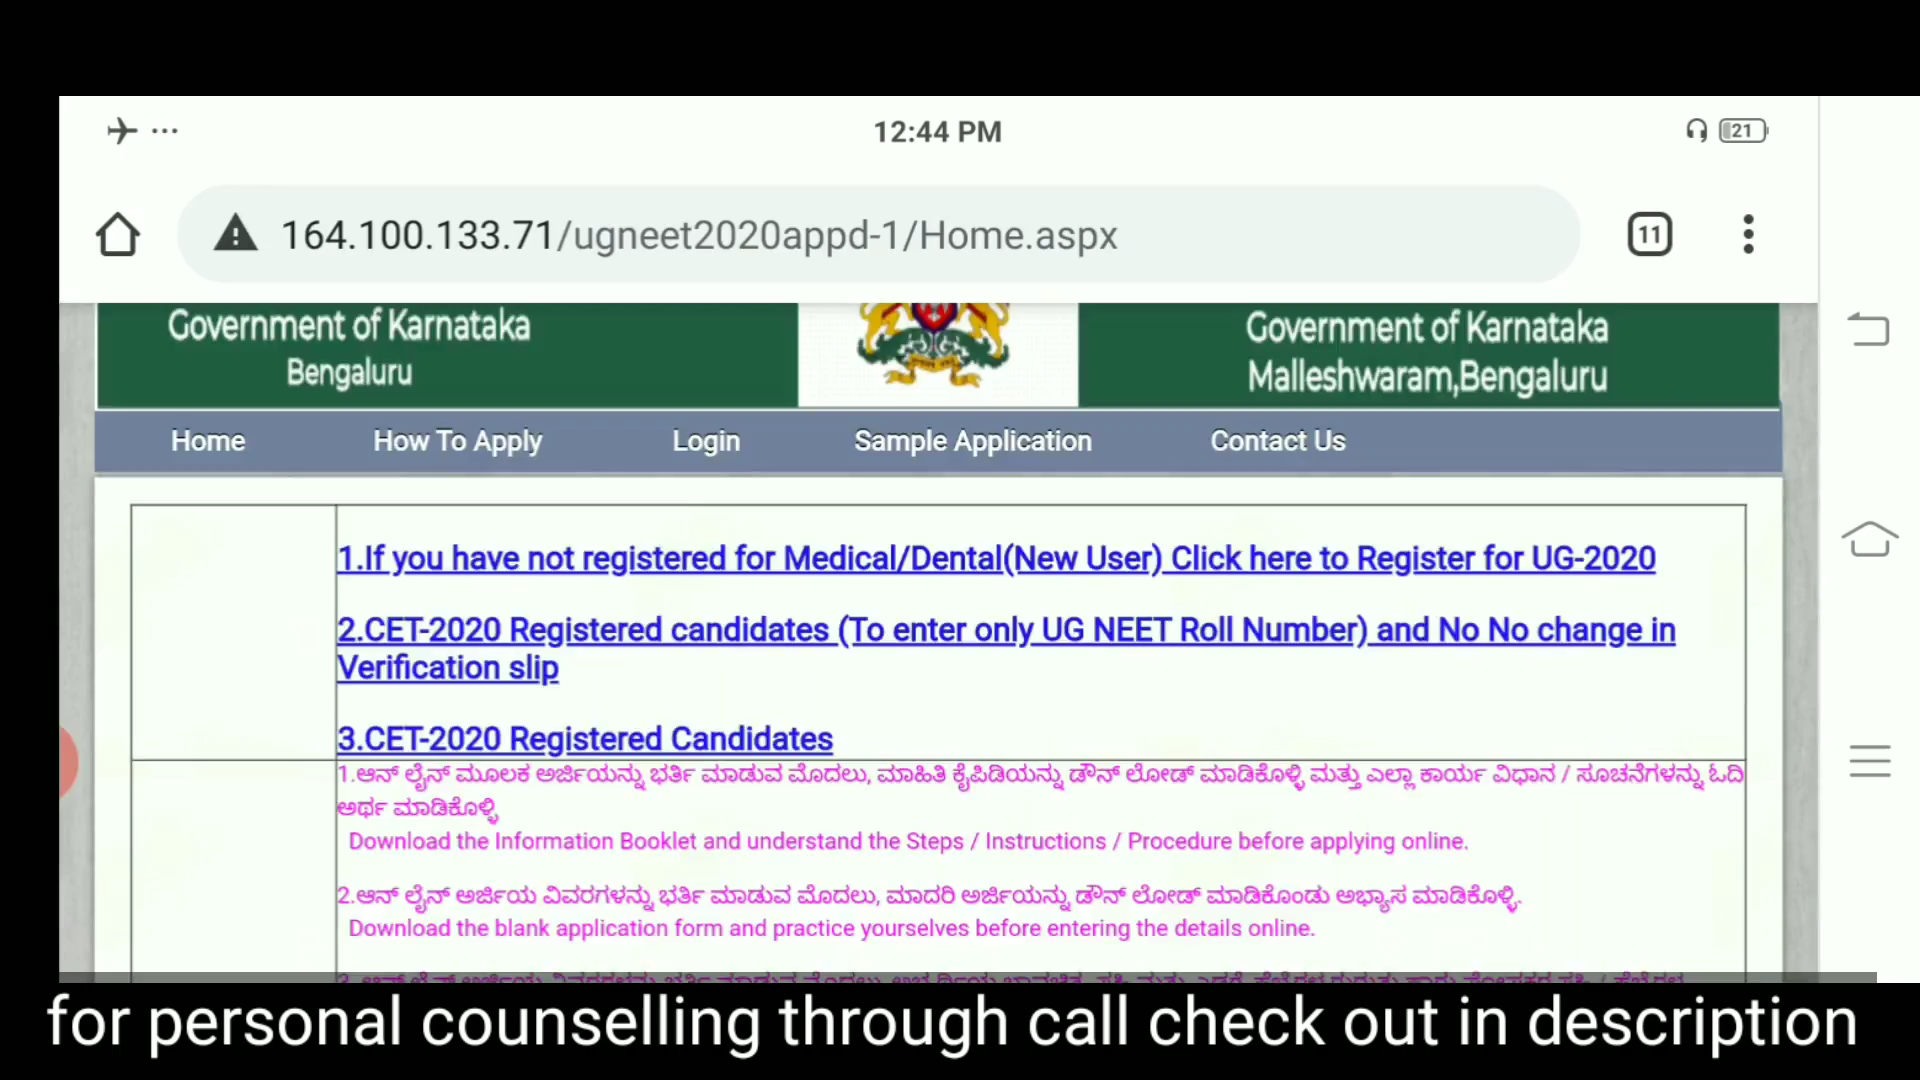 12:44 PM
21
164.100.133.71/ugneet2020appd-1/Home.aspx
11
Government of Karnataka
Bengaluru
Government of Karnataka
Malleshwaram,Bengaluru
Home How To Apply Login Sample Application Contact Us
1.If you have not registered for Medical/Dental(New User) Click here to Register for UG-2020
2.CET-2020 Registered candidates (To enter only UG NEET Roll Number) and No No change in
Verification slip
3.CET-2020 Registered Candidates
1.ಆನ್ ಲೈನ್ ಮೂಲಕ ಅರ್ಜಿಯನ್ನು ಭರ್ತಿ ಮಾಡುವ ಮೊದಲು, ಮಾಹಿತಿ ಕೈಪಿಡಿಯನ್ನು ಡೌನ್ ಲೋಡ್ ಮಾಡಿಕೊಳ್ಳಿ ಮತ್ತು ಎಲ್ಲಾ ಕಾರ್ಯ ವಿಧಾನ / ಸೂಚನೆಗಳನ್ನು ಓದಿ
ಅರ್ಥ ಮಾಡಿಕೊಳ್ಳಿ
Download the Information Booklet and understand the Steps / Instructions / Procedure before applying online.
2.ಆನ್ ಲೈನ್ ಅರ್ಜಿಯ ವಿವರಗಳನ್ನು ಭರ್ತಿ ಮಾಡುವ ಮೊದಲು, ಮಾದರಿ ಅರ್ಜಿಯನ್ನು ಡೌನ್ ಲೋಡ್ ಮಾಡಿಕೊಂಡು ಅಭ್ಯಾಸ ಮಾಡಿಕೊಳ್ಳಿ.
Download the blank application form and practice yourselves before entering the details online.
for personal counselling through call check out in description